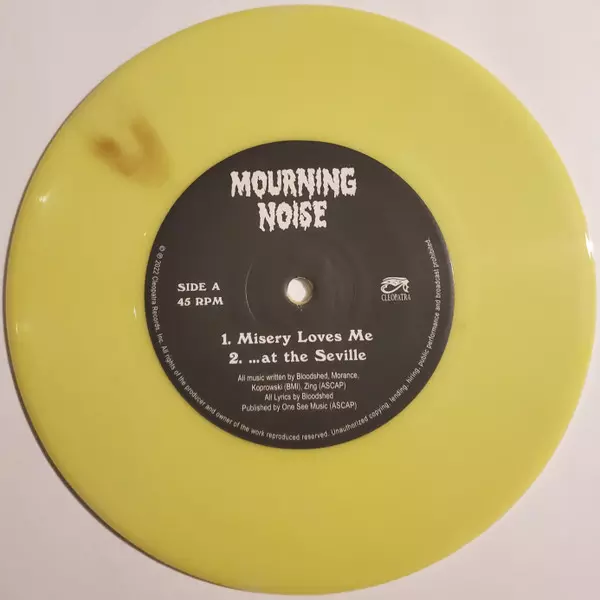 MOURNING
NOISE
SIDE A
45 RPM
CLEOPATRA
1. Misery Loves Me
2. ...at the Seville
All music written by Bloodshed, Morance,
Koprowski (BMI), Zing (ASCAP)
All Lyrics by Bloodshed
Published by One See Music (ASCAP)
℗ © 2022 Cleopatra Records, Inc. All rights of the producer and owner of the work reproduced reserved. Unauthorized copying, lending, hiring, public performance and broadcast prohibited.